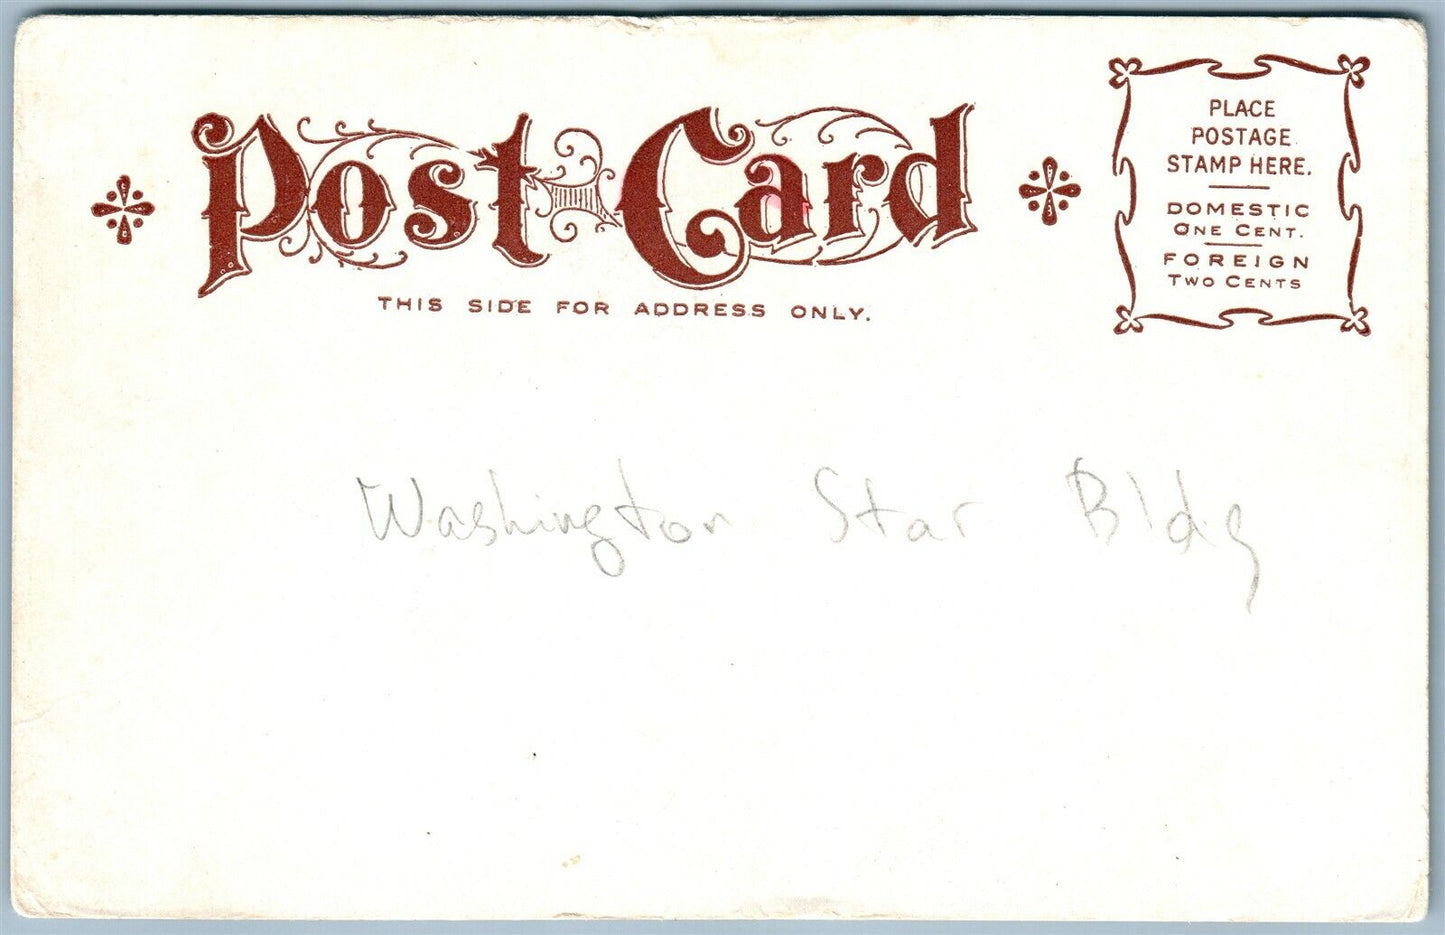 Post Card
THIS SIDE FOR ADDRESS ONLY.
PLACE
POSTAGE
STAMP HERE.
DOMESTIC
ONE CENT.
FOREIGN
TWO CENTS
Washington Star Bldg